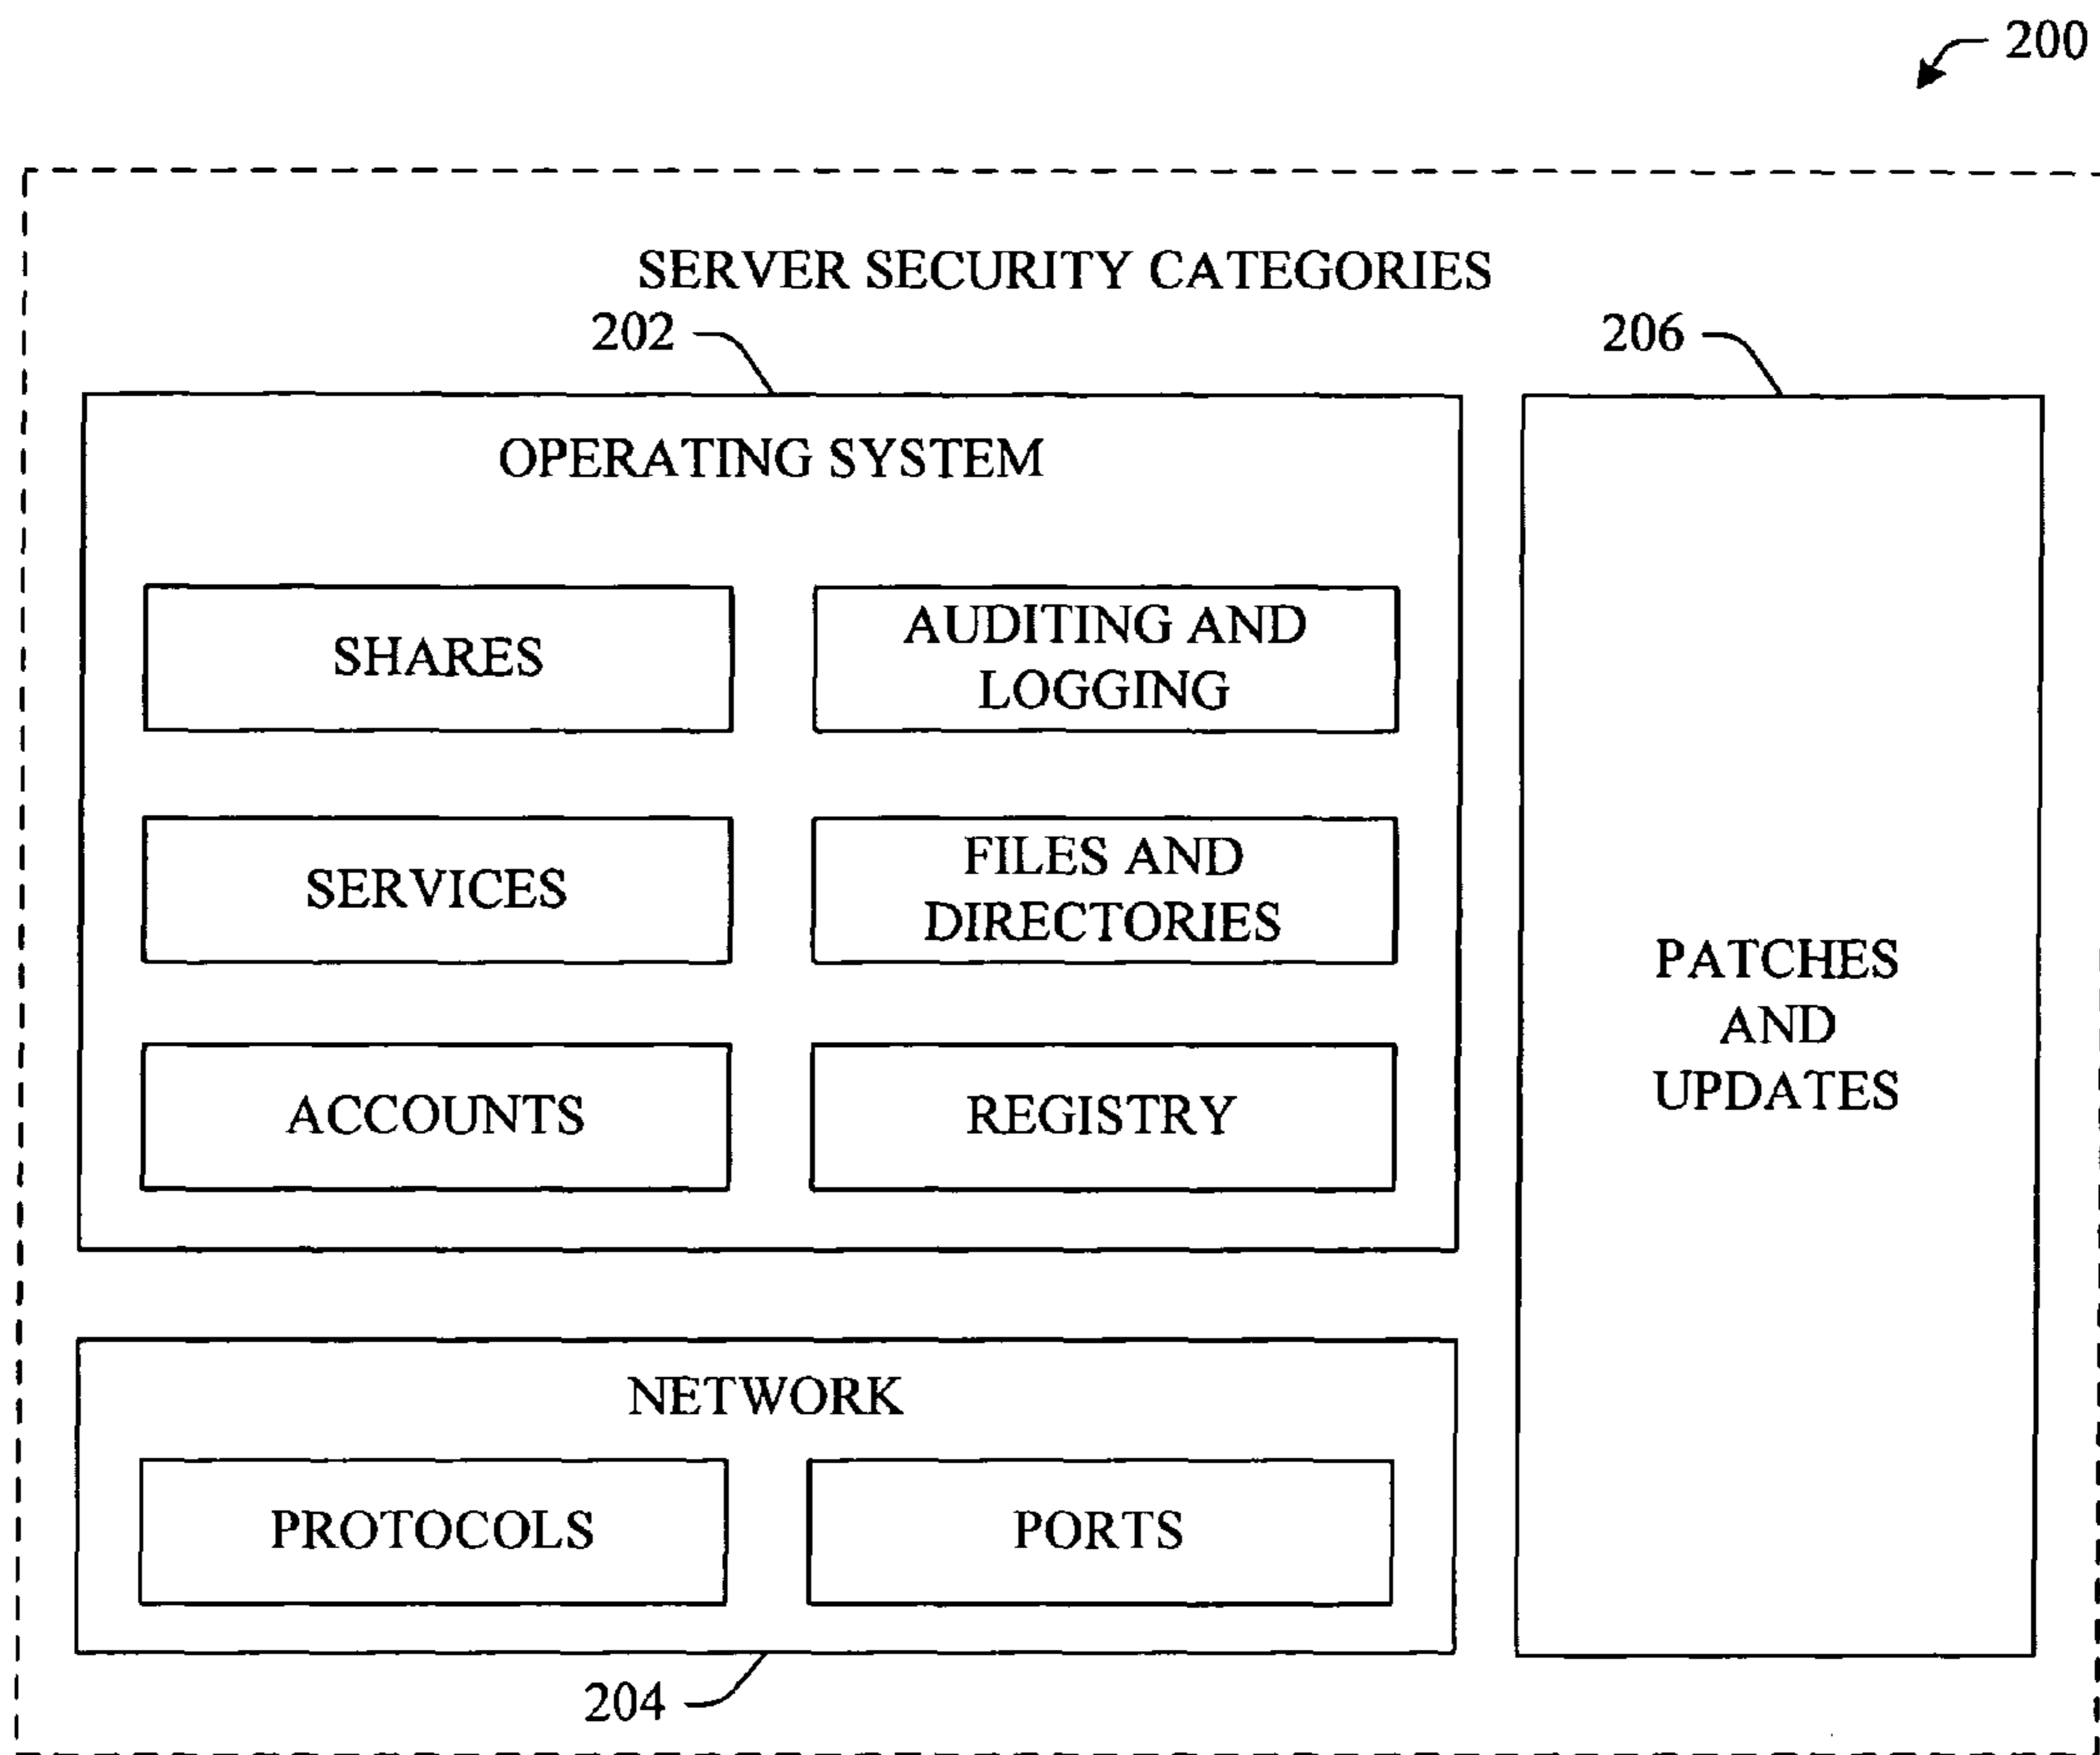 200
SERVER SECURITY CATEGORIES
202
206
OPERATING SYSTEM
SHARES
AUDITING AND
LOGGING
SERVICES
FILES AND
DIRECTORIES
ACCOUNTS
REGISTRY
PATCHES
AND
UPDATES
NETWORK
PROTOCOLS
PORTS
204